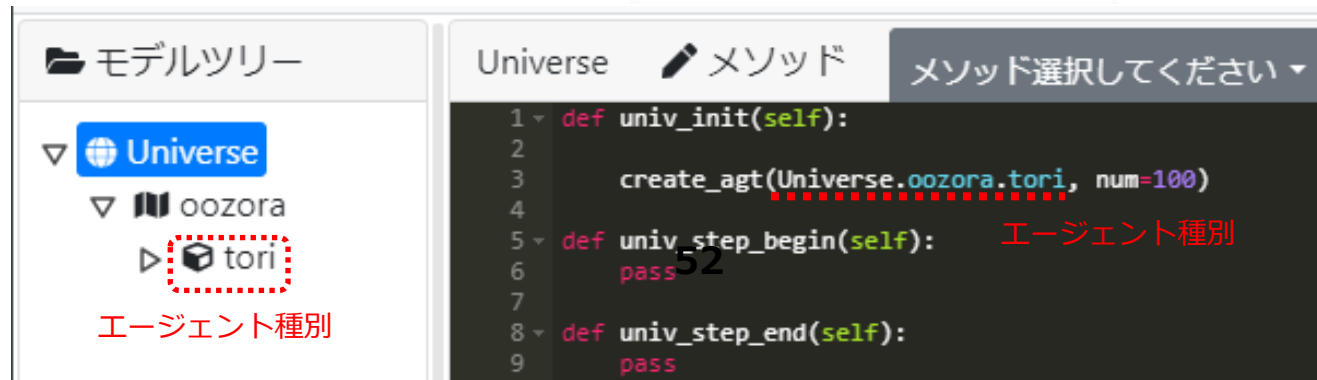 モデルツリー
Universe
oozora
tori
エージェント種別
Universe メソッド メソッド選択してください
1 def univ_init(self):
2
3 create_agt(Universe.oozora.tori, num=100)
4
エージェント種別
5 def univ_step_begin(self):
6 pass
52
7
8 def univ_step_end(self):
9 pass